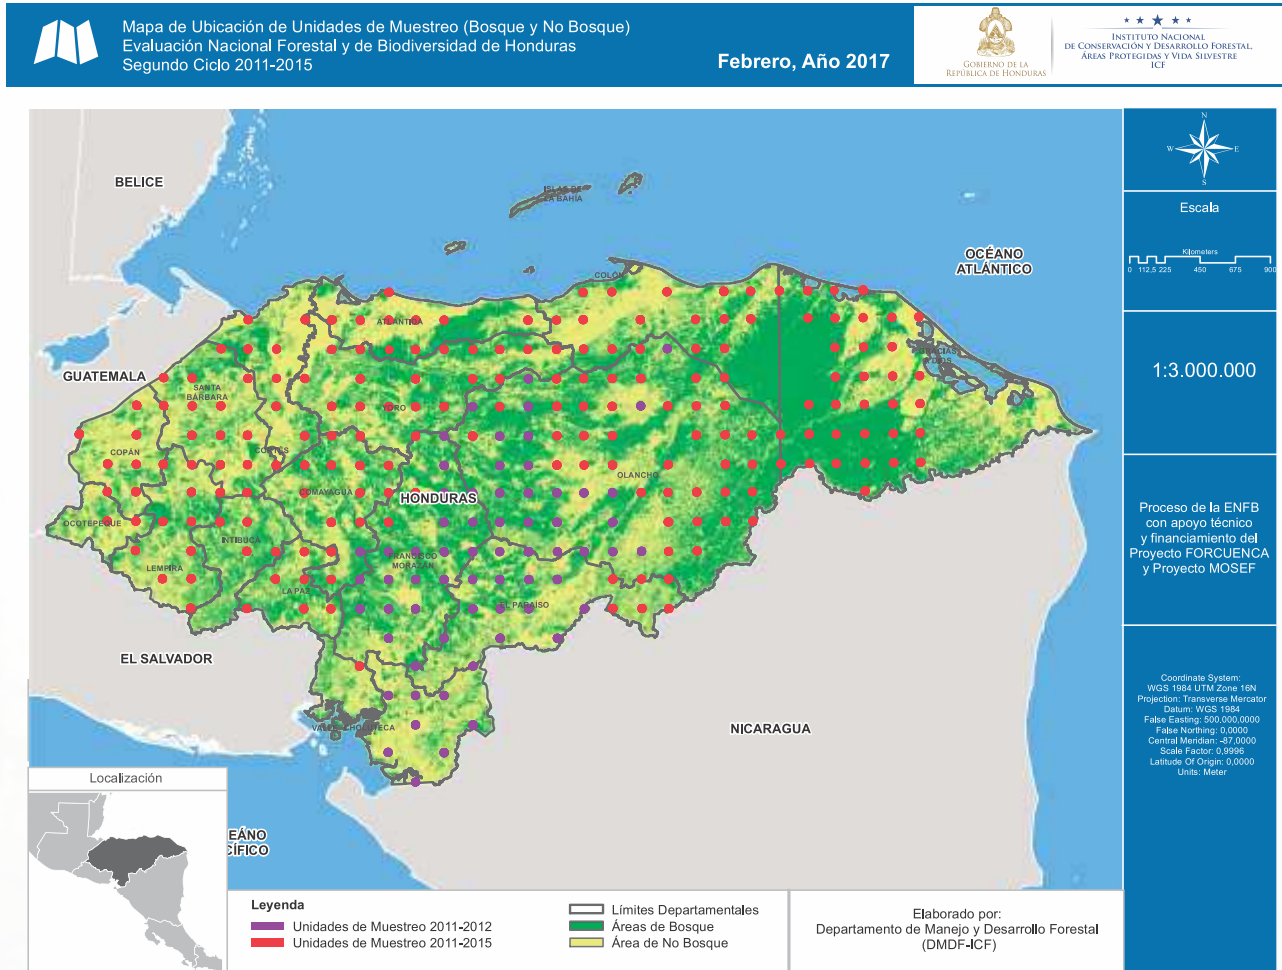 Mapa de Ubicación de Unidades de Muestreo (Bosque y No Bosque)
Evaluación Nacional Forestal y de Biodiversidad de Honduras
Segundo Ciclo 2011-2015
Febrero, Año 2017
GOBIERNO DE LA
REPÚBLICA DE HONDURAS
INSTITUTO NACIONAL
DE CONSERVACIÓN Y DESARROLLO FORESTAL,
ÁREAS PROTEGIDAS Y VIDA SILVESTRE
ICF
BELICE
ISLAS DE
LA BAHÍA
OCÉANO
ATLÁNTICO
COLÓN
ATLÁNTIDA
GUATEMALA
SANTA
BÁRBARA
YORO
COPÁN
CORTÉS
OLANCHO
COMAYAGUA
HONDURAS
OCOTEPEQUE
INTIBUCÁ
FRANCISCO
MORAZÁN
LEMPIRA
LA PAZ
EL PARAÍSO
EL SALVADOR
VALLE
CHOLUTECA
NICARAGUA
EÁNO
CÍFICO
N
W
E
S
Escala
Kilometers
0 112,5 225 450 675 900
1:3.000.000
Proceso de la ENFB
con apoyo técnico
y financiamiento del
Proyecto FORCUENCA
y Proyecto MOSEF
Coordinate System:
WGS 1984 UTM Zone 16N
Projection: Transverse Mercator
Datum: WGS 1984
False Easting: 500,000,0000
False Northing: 0,0000
Central Meridian: -87,0000
Scale Factor: 0,9996
Latitude Of Origin: 0,0000
Units: Meter
Localización
Leyenda
Unidades de Muestreo 2011-2012
Unidades de Muestreo 2011-2015
Límites Departamentales
Áreas de Bosque
Área de No Bosque
Elaborado por:
Departamento de Manejo y Desarrollo Forestal
(DMDF-ICF)